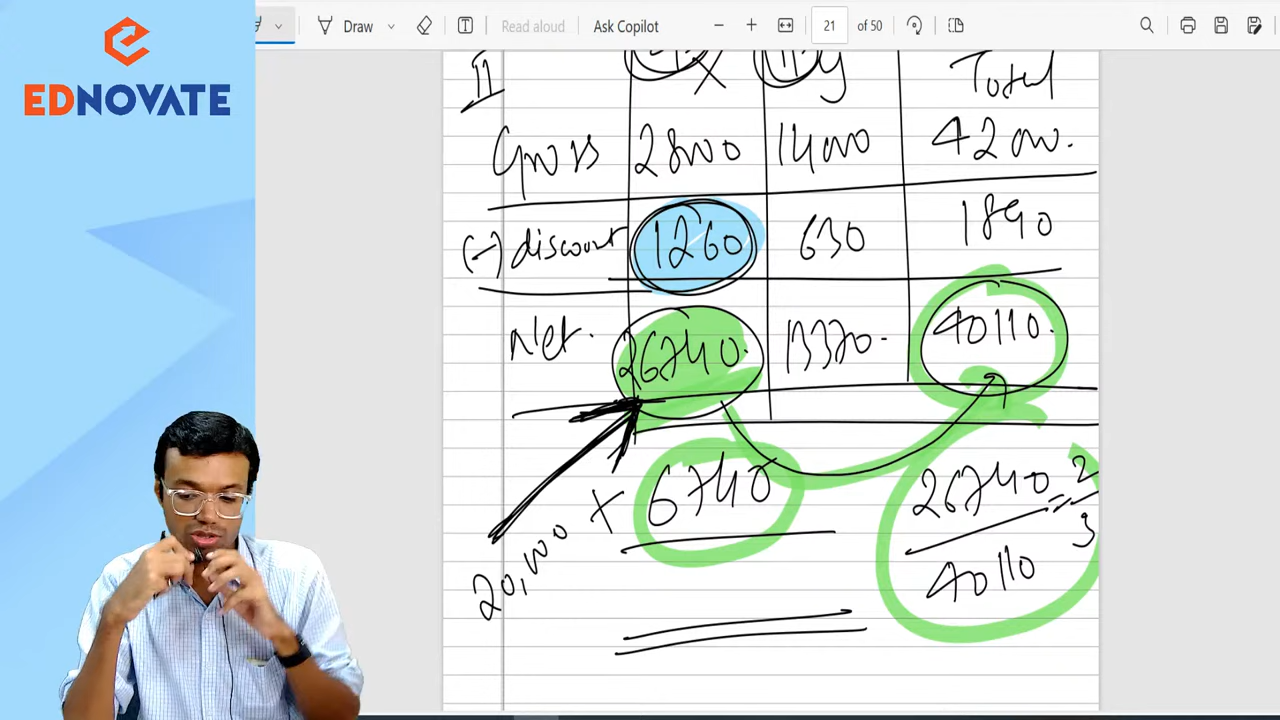 EDNOVATE
Draw
Read aloud
Ask Copilot
21
of 50
II X y Total
Gross 28000 14000 42000.
(-) discount 1260 630 1890
Net. 26740. 13370. 40110.
20,000 + 6740
26740 = 2
40110 3